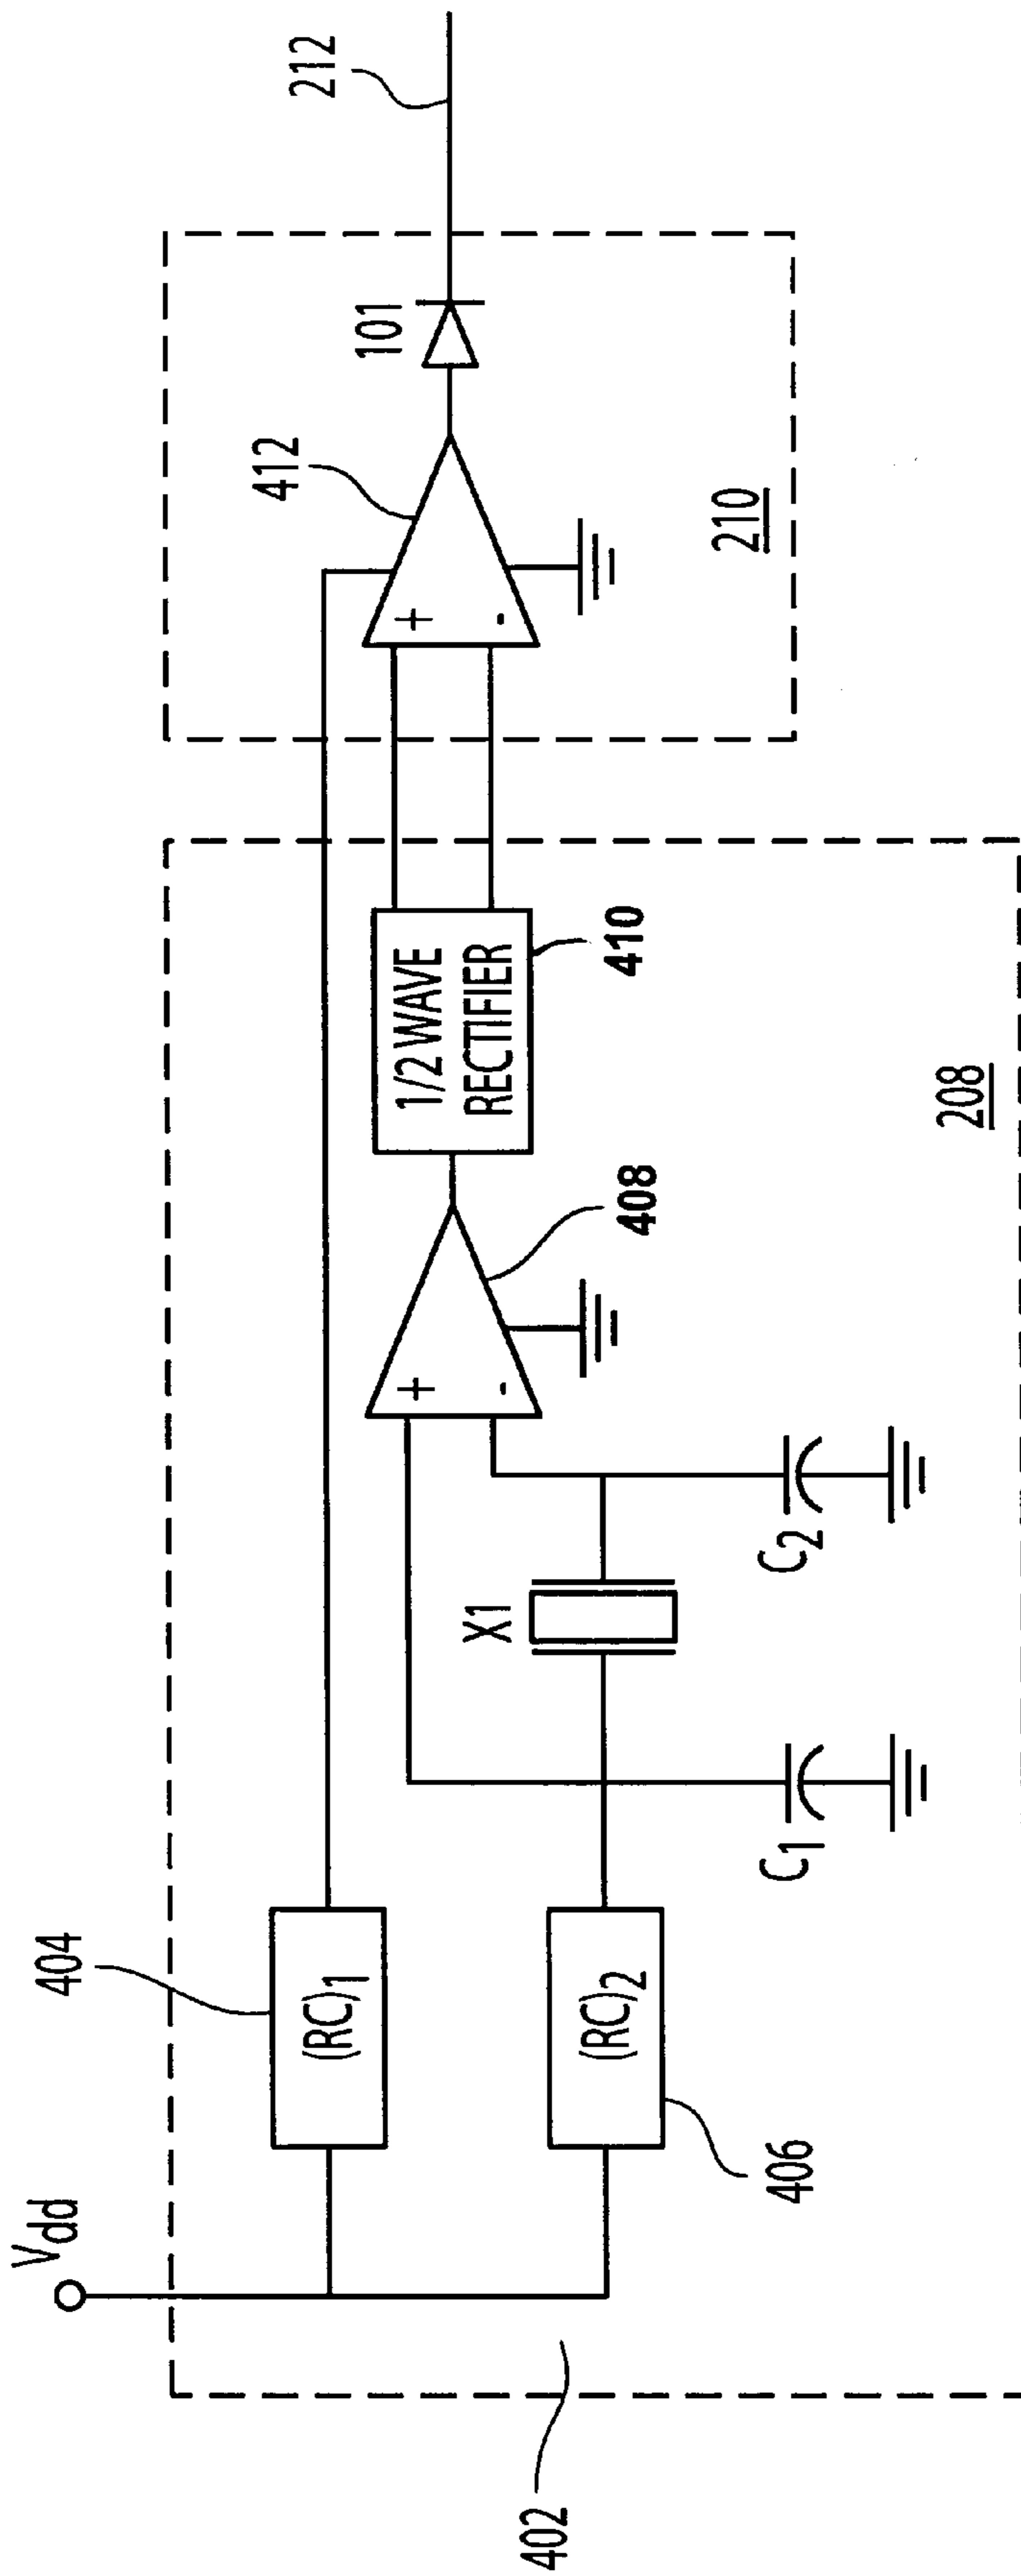 Vdd
404
(RC)1
402
406
(RC)2
C1
X1
C2
+
-
408
1/2 WAVE
RECTIFIER
410
208
412
+
-
101
210
212